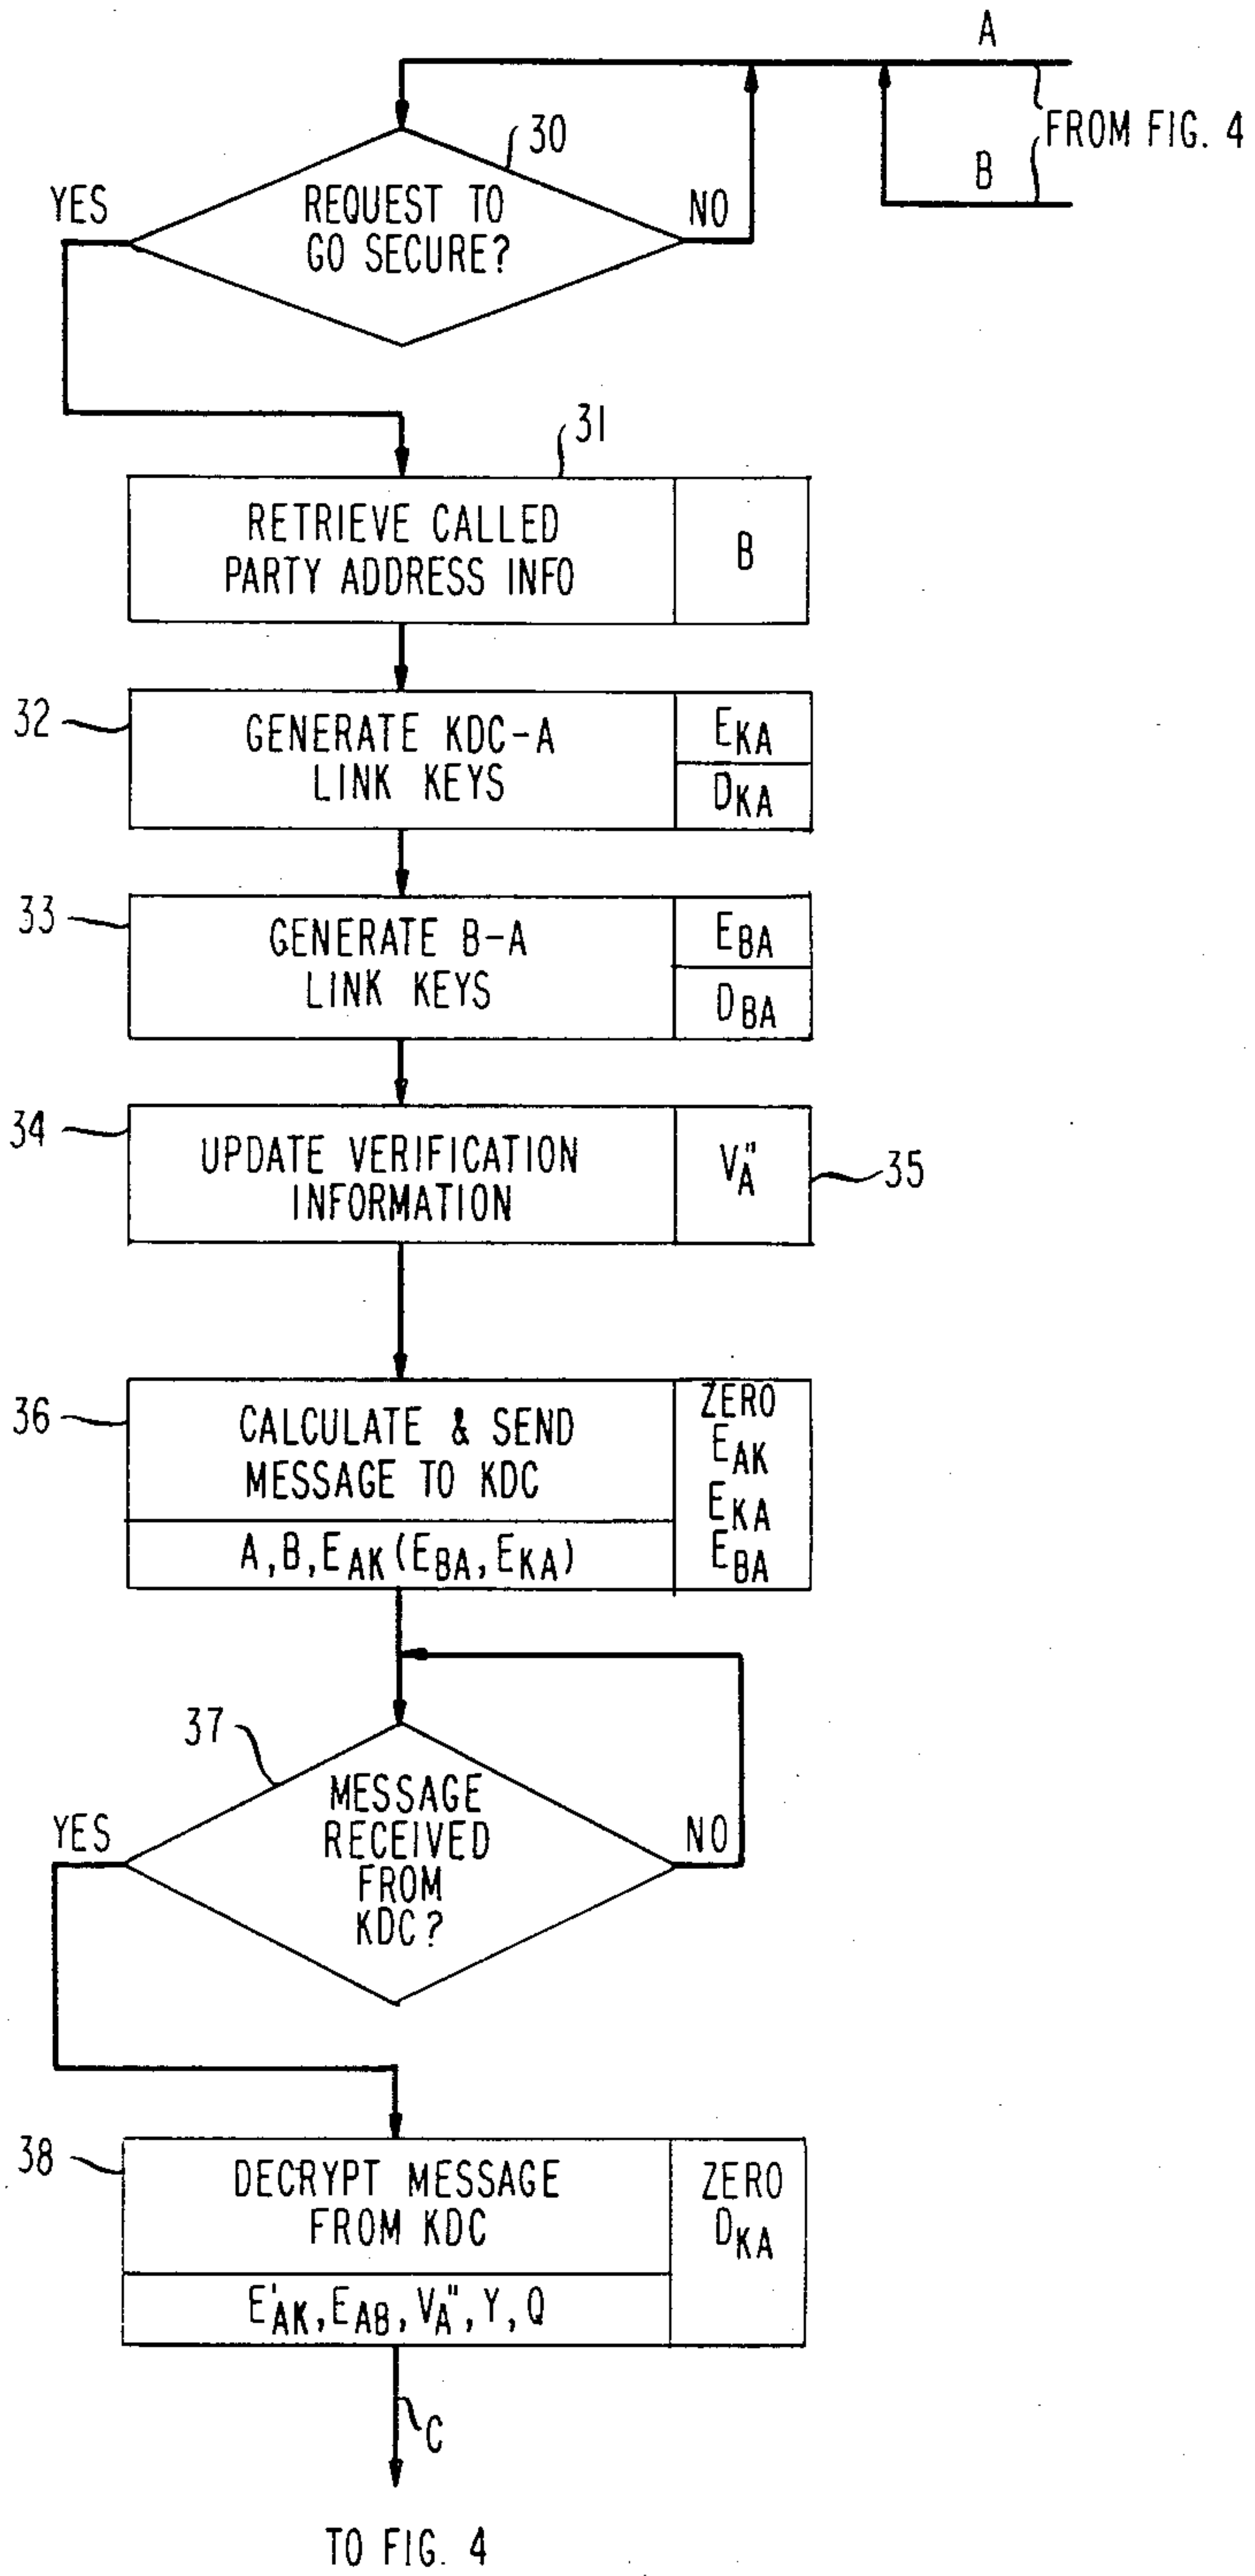 A
FROM FIG. 4
B
30
REQUEST TO
GO SECURE?
YES
NO
31
RETRIEVE CALLED
PARTY ADDRESS INFO
B
32
GENERATE KDC-A
LINK KEYS
EKA
DKA
33
GENERATE B-A
LINK KEYS
EBA
DBA
34
UPDATE VERIFICATION
INFORMATION
VA"
35
36
CALCULATE & SEND
MESSAGE TO KDC
A, B, EAK (EBA, EKA)
ZERO
EAK
EKA
EBA
37
MESSAGE
RECEIVED
FROM
KDC?
YES
NO
38
DECRYPT MESSAGE
FROM KDC
E'AK, EAB, VA", Y, Q
ZERO
DKA
C
TO FIG. 4